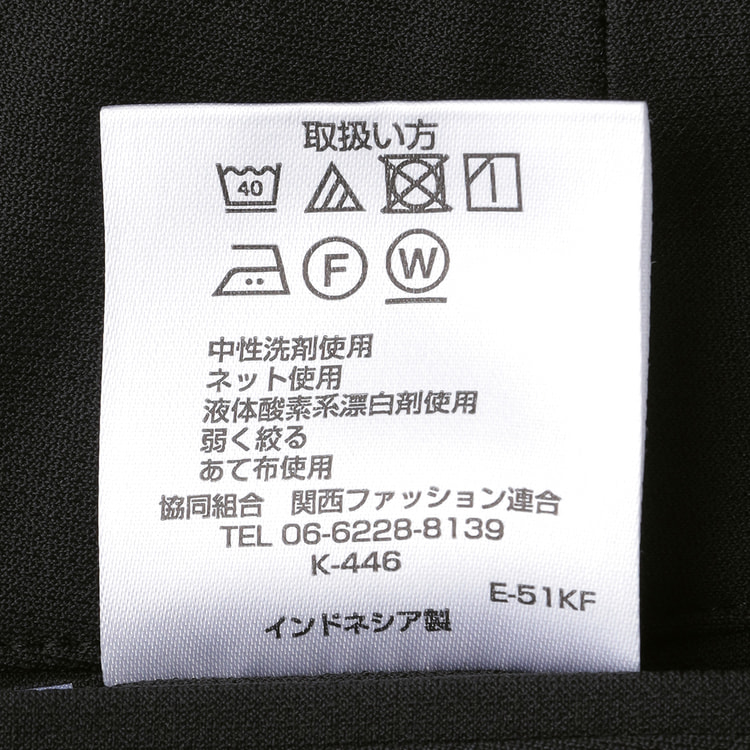 取扱い方
40
F W
中性洗剤使用
ネット使用
液体酸素系漂白剤使用
弱く絞る
あて布使用
協同組合 関西ファッション連合
TEL 06-6228-8139
K-446
E-51KF
インドネシア製